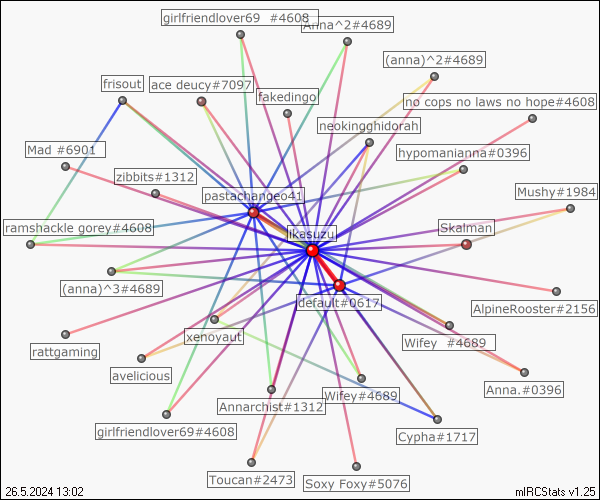 girlfriendlover69   #4608
Anna^2#4689
(anna)^2#4689
frisout
ace deucy#7097
fakedingo
no cops no laws no hope#4608
neokingghidorah
Mad #6901
hypomanianna#0396
zibbits#1312
pastachangeo41
Mushy#1984
ramshackle gorey#4608
ikasuzu
Skalman
(anna)^3#4689
default#0617
AlpineRooster#2156
xenoyaut
Wifey   #4689
rattgaming
avelicious
Anna.#0396
Wifey#4689
Annarchist#1312
girlfriendlover69#4608
Cypha#1717
Toucan#2473
Soxy Foxy#5076
26.5.2024 13:02
mIRCStats v1.25